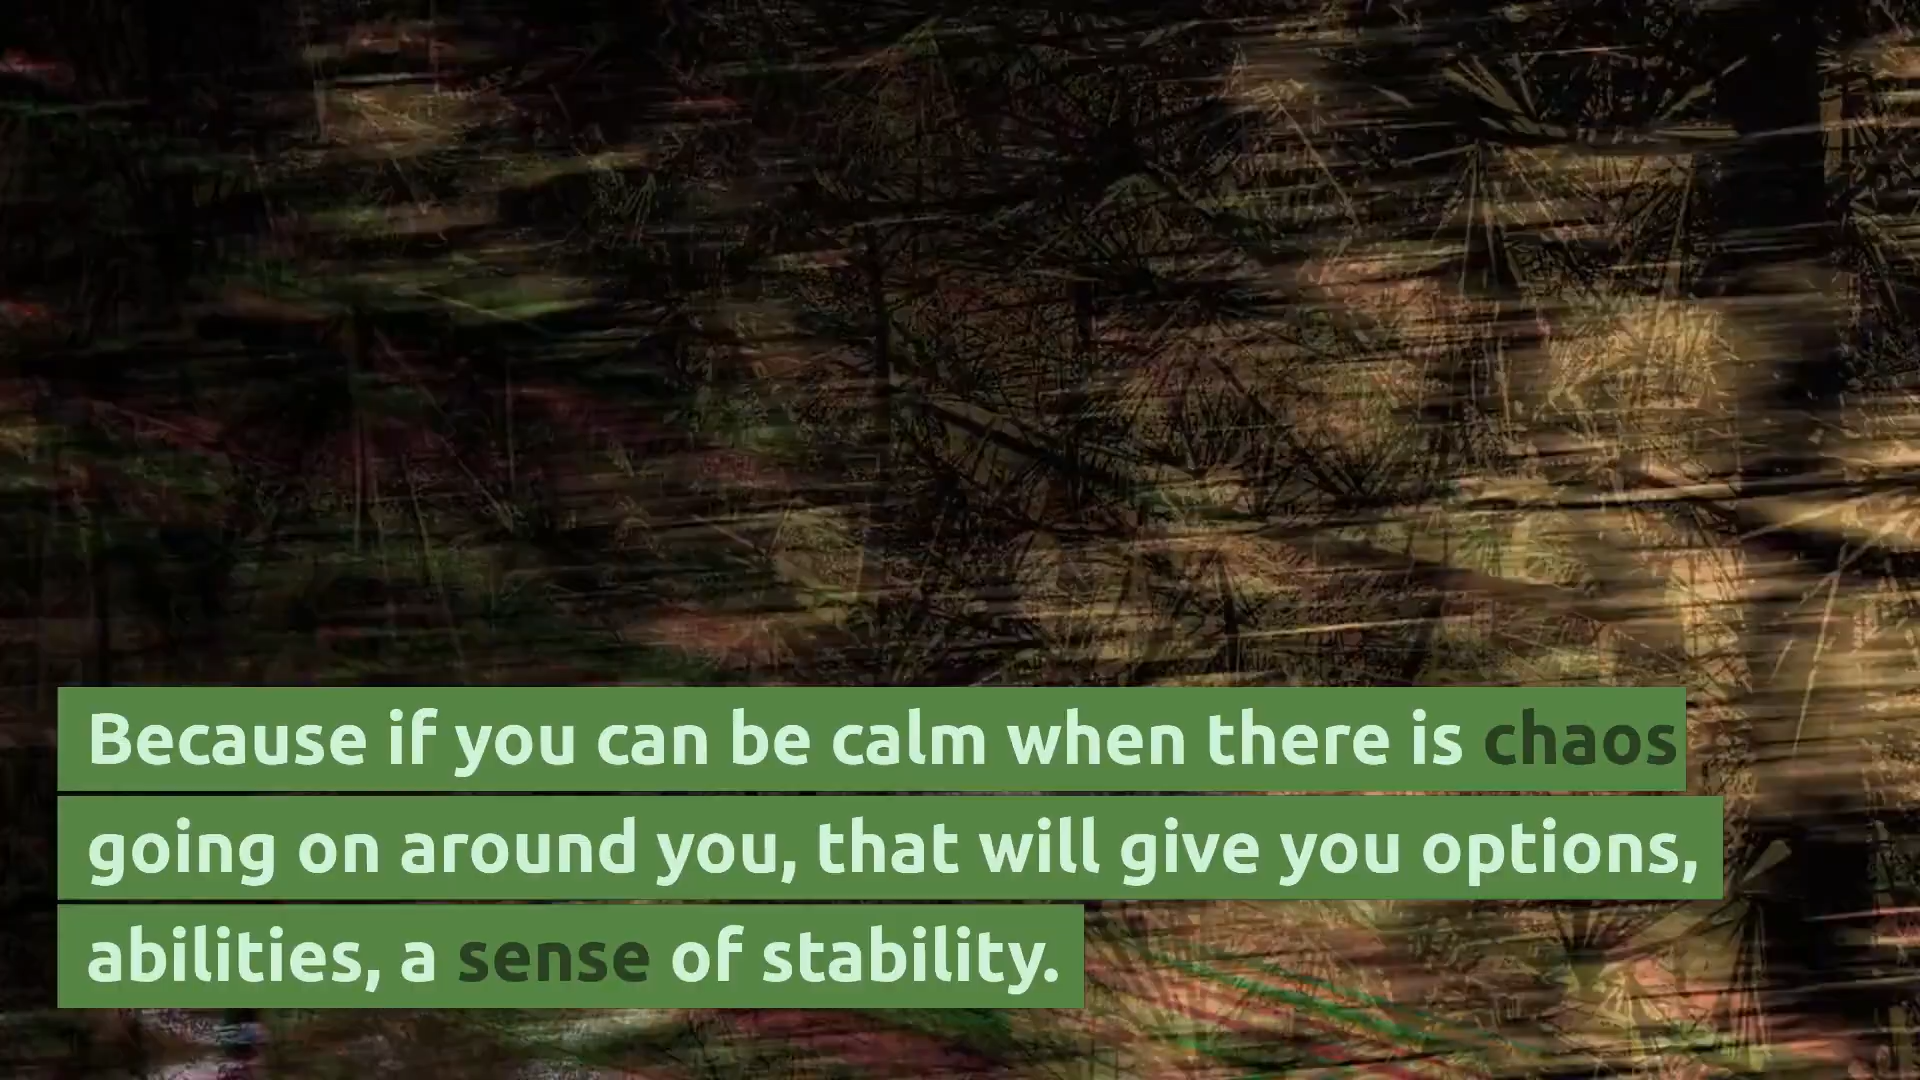 Because if you can be calm when there is chaos
going on around you, that will give you options,
abilities, a sense of stability.